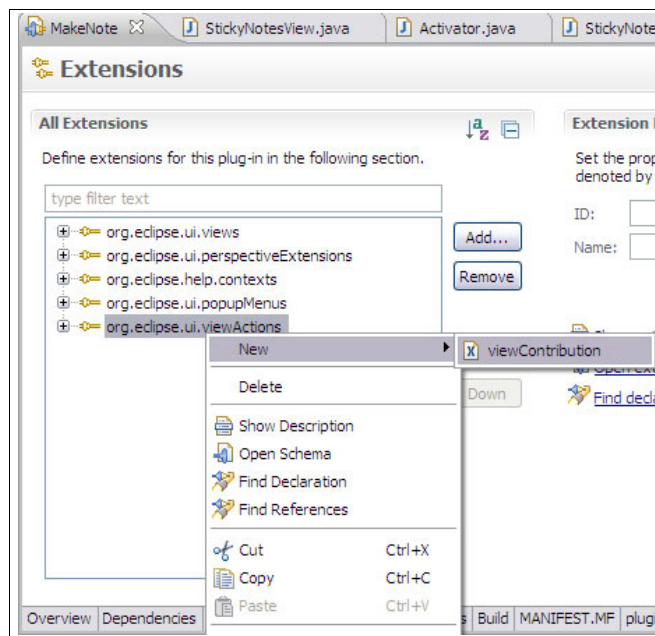 MakeNote StickyNotesView.java Activator.java StickyNote
Extensions
All Extensions
Define extensions for this plug-in in the following section.
type filter text
org.eclipse.ui.views
org.eclipse.ui.perspectiveExtensions
org.eclipse.help.contexts
org.eclipse.ui.popupMenus
org.eclipse.ui.viewActions
Add...
Remove
Down
Extension
Set the prop
denoted by
ID:
Name:
Find decla
New
viewContribution
Delete
Show Description
Open Schema
Find Declaration
Find References
Cut Ctrl+X
Copy Ctrl+C
Paste Ctrl+V
Overview Dependencies s Build MANIFEST.MF plug